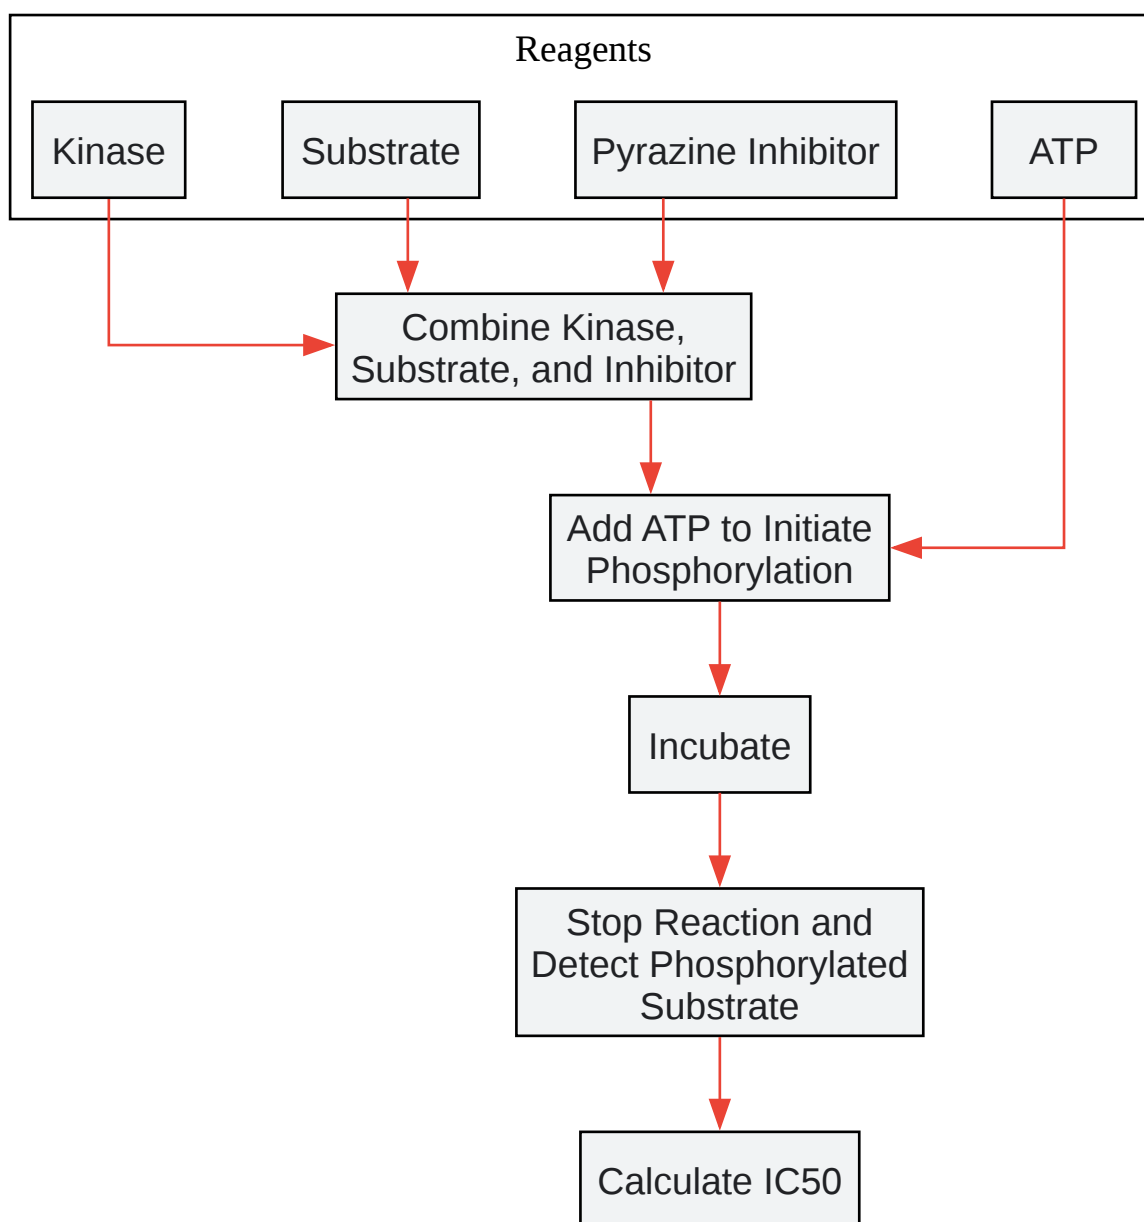 Reagents
Kinase
Substrate
Pyrazine Inhibitor
ATP
Combine Kinase,
Substrate, and Inhibitor
Add ATP to Initiate
Phosphorylation
Incubate
Stop Reaction and
Detect Phosphorylated
Substrate
Calculate IC50